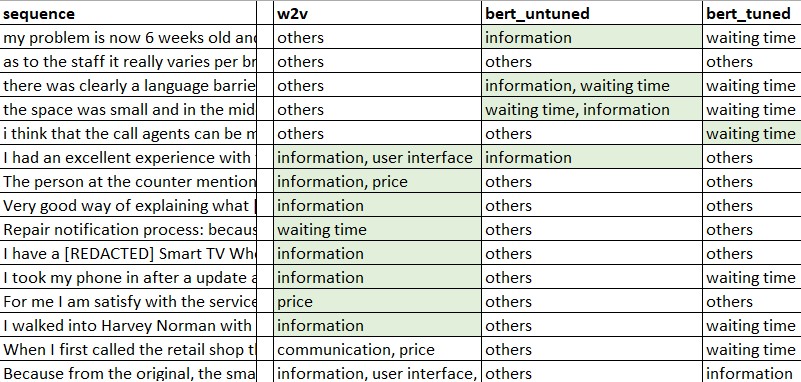 sequence w2v bert_untuned bert_tuned
my problem is now 6 weeks old and others information waiting time
as to the staff it really varies per br others others others
there was clearly a language barrie others information, waiting time waiting time
the space was small and in the mid others waiting time, information waiting time
i think that the call agents can be m others others waiting time
I had an excellent experience with information, user interface information others
The person at the counter mention information, price others others
Very good way of explaining what [ information others others
Repair notification process: becaus waiting time others others
I have a [REDACTED] Smart TV Whe information others others
I took my phone in after a update a information others waiting time
For me I am satisfy with the service price others others
I walked into Harvey Norman with information others waiting time
When I first called the retail shop t communication, price others waiting time
Because from the original, the sma information, user interface, others information